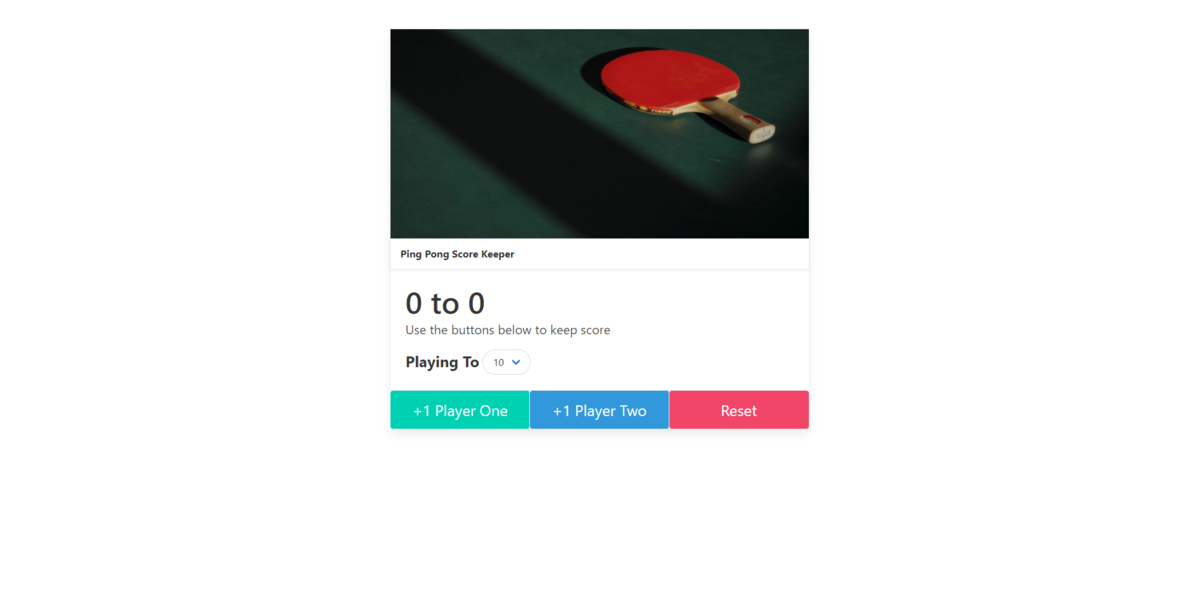 Ping Pong Score Keeper
0 to 0
Use the buttons below to keep score
Playing To 10
+1 Player One +1 Player Two Reset